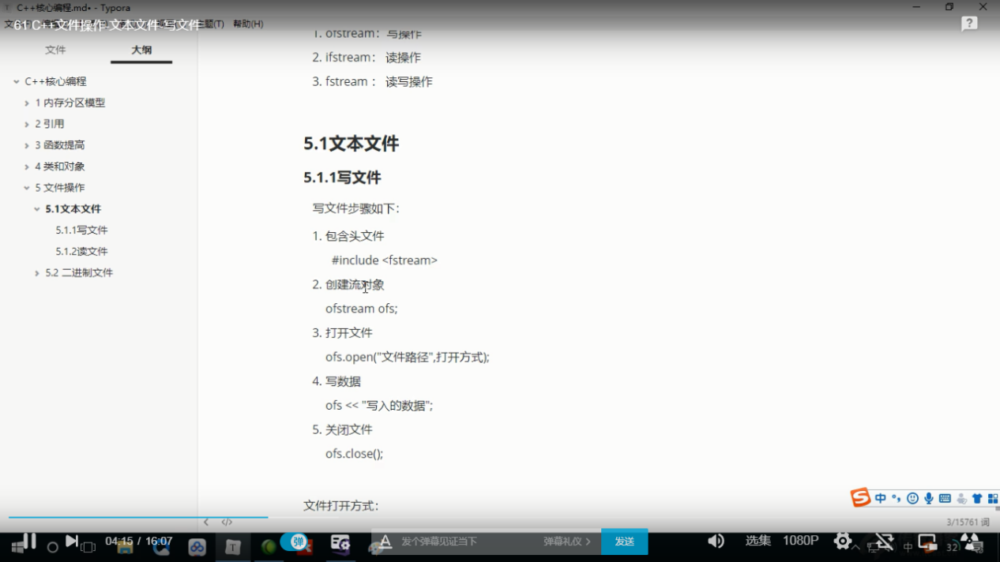 C++核心编程.md• - Typora
61 C++文件操作-文本文件-写文件
主题(T) 帮助(H)
文件 大纲
C++核心编程
1 内存分区模型
2 引用
3 函数提高
4 类和对象
5 文件操作
5.1文本文件
5.1.1写文件
5.1.2读文件
5.2 二进制文件
1. ofstream：写操作
2. ifstream： 读操作
3. fstream ： 读写操作
5.1文本文件
5.1.1写文件
写文件步骤如下：
1. 包含头文件
#include <fstream>
2. 创建流对象
ofstream ofs;
3. 打开文件
ofs.open("文件路径",打开方式);
4. 写数据
ofs << "写入的数据";
5. 关闭文件
ofs.close();
文件打开方式：
中
3/15761 词
04:15 / 16:07
弹
发个弹幕见证当下
弹幕礼仪 >
发送
选集
1080P
中
32